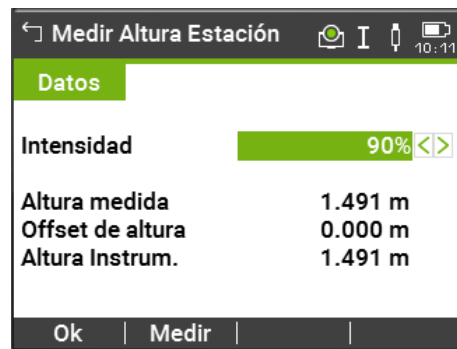 Medir Altura Estación I 10:11
Datos
Intensidad 90%
Altura medida 1.491 m
Offset de altura 0.000 m
Altura Instrum. 1.491 m
Ok Medir